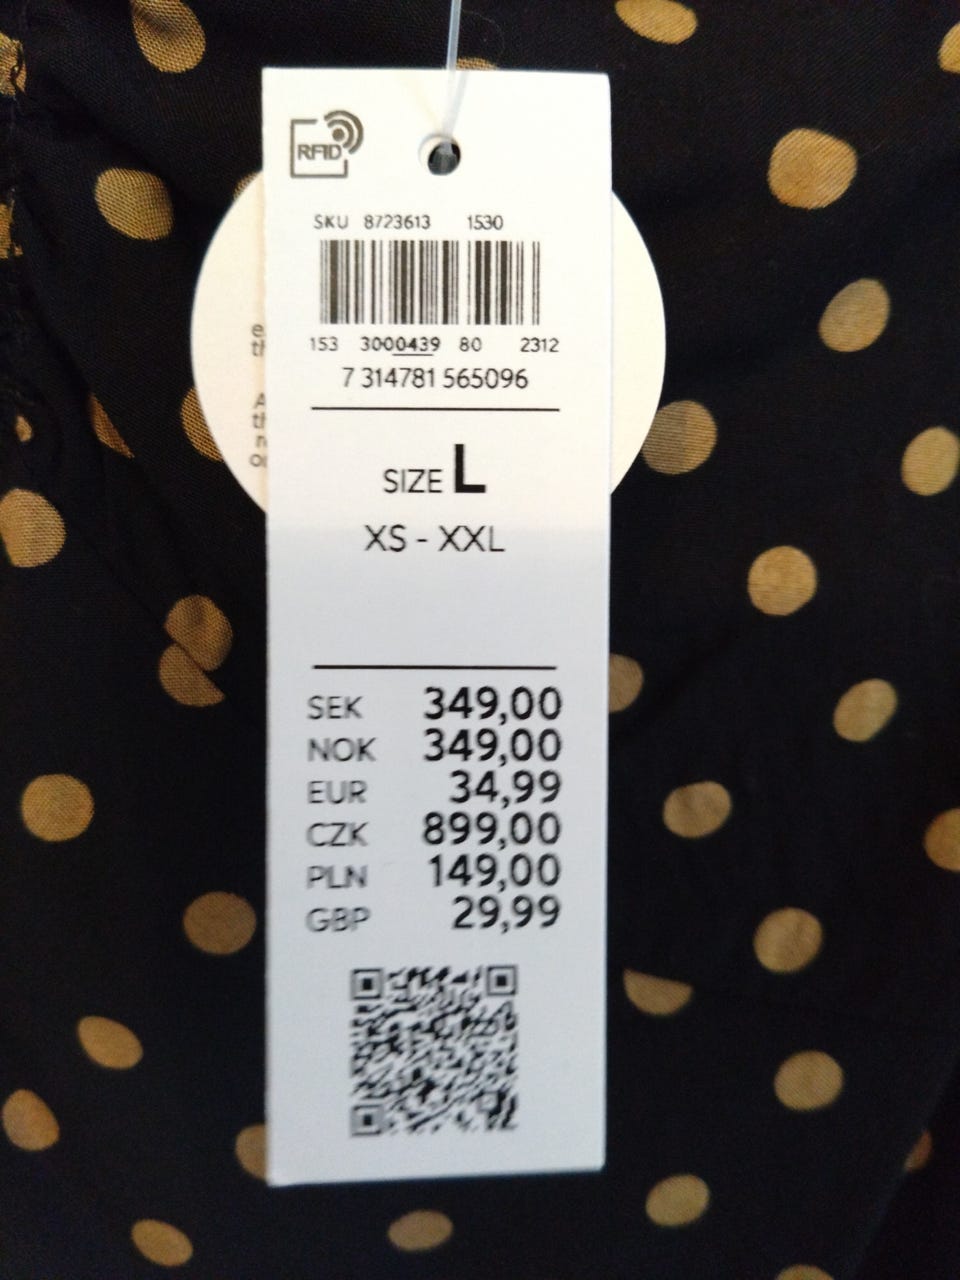 RFID
SKU 8723613 1530
153 3000439 80 2312
7 314781 565096
SIZE L
XS - XXL
SEK 349,00
NOK 349,00
EUR 34,99
CZK 899,00
PLN 149,00
GBP 29,99